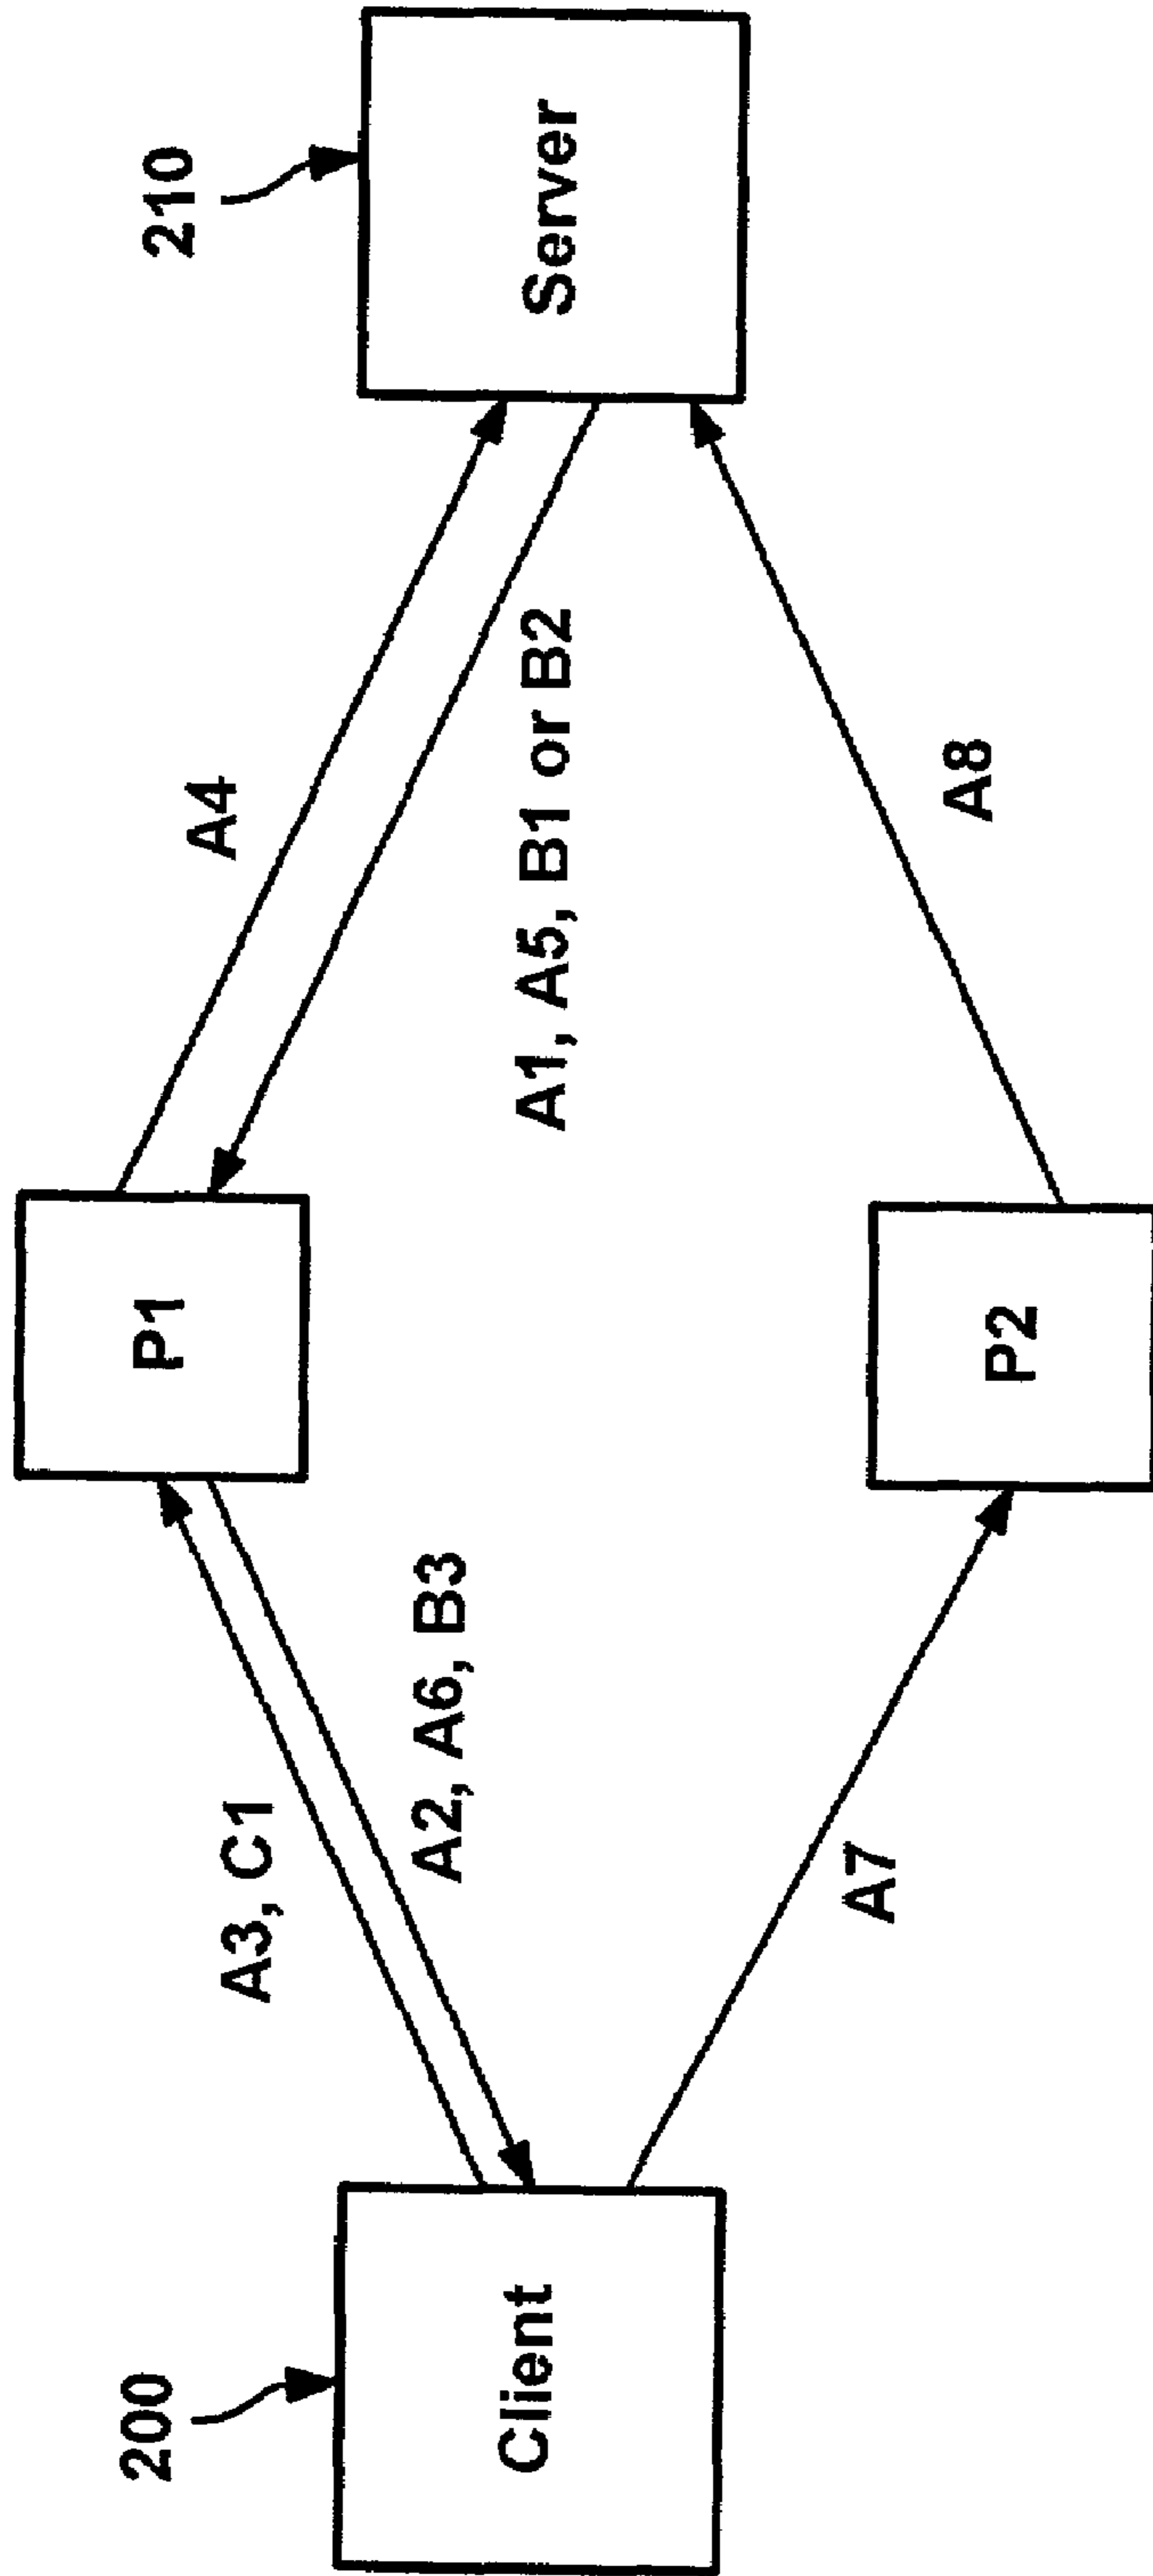 200
Client
A3, C1
A2, A6, B3
A7
P1
P2
A4
A1, A5, B1 or B2
A8
210
Server